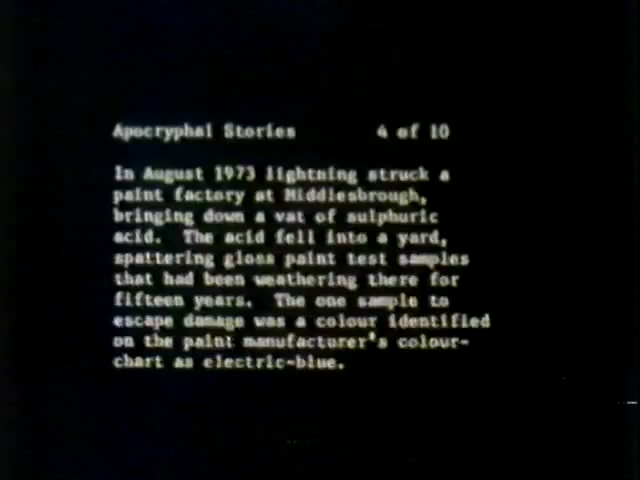 Apocryphal Stories 4 of 10
In August 1973 lightning struck a
paint factory at Middlesbrough,
bringing down a vat of sulphuric
acid. The acid fell into a yard,
spattering gloss paint test samples
that had been weathering there for
fifteen years. The one sample to
escape damage was a colour identified
on the paint manufacturer's colour-
chart as electric-blue.